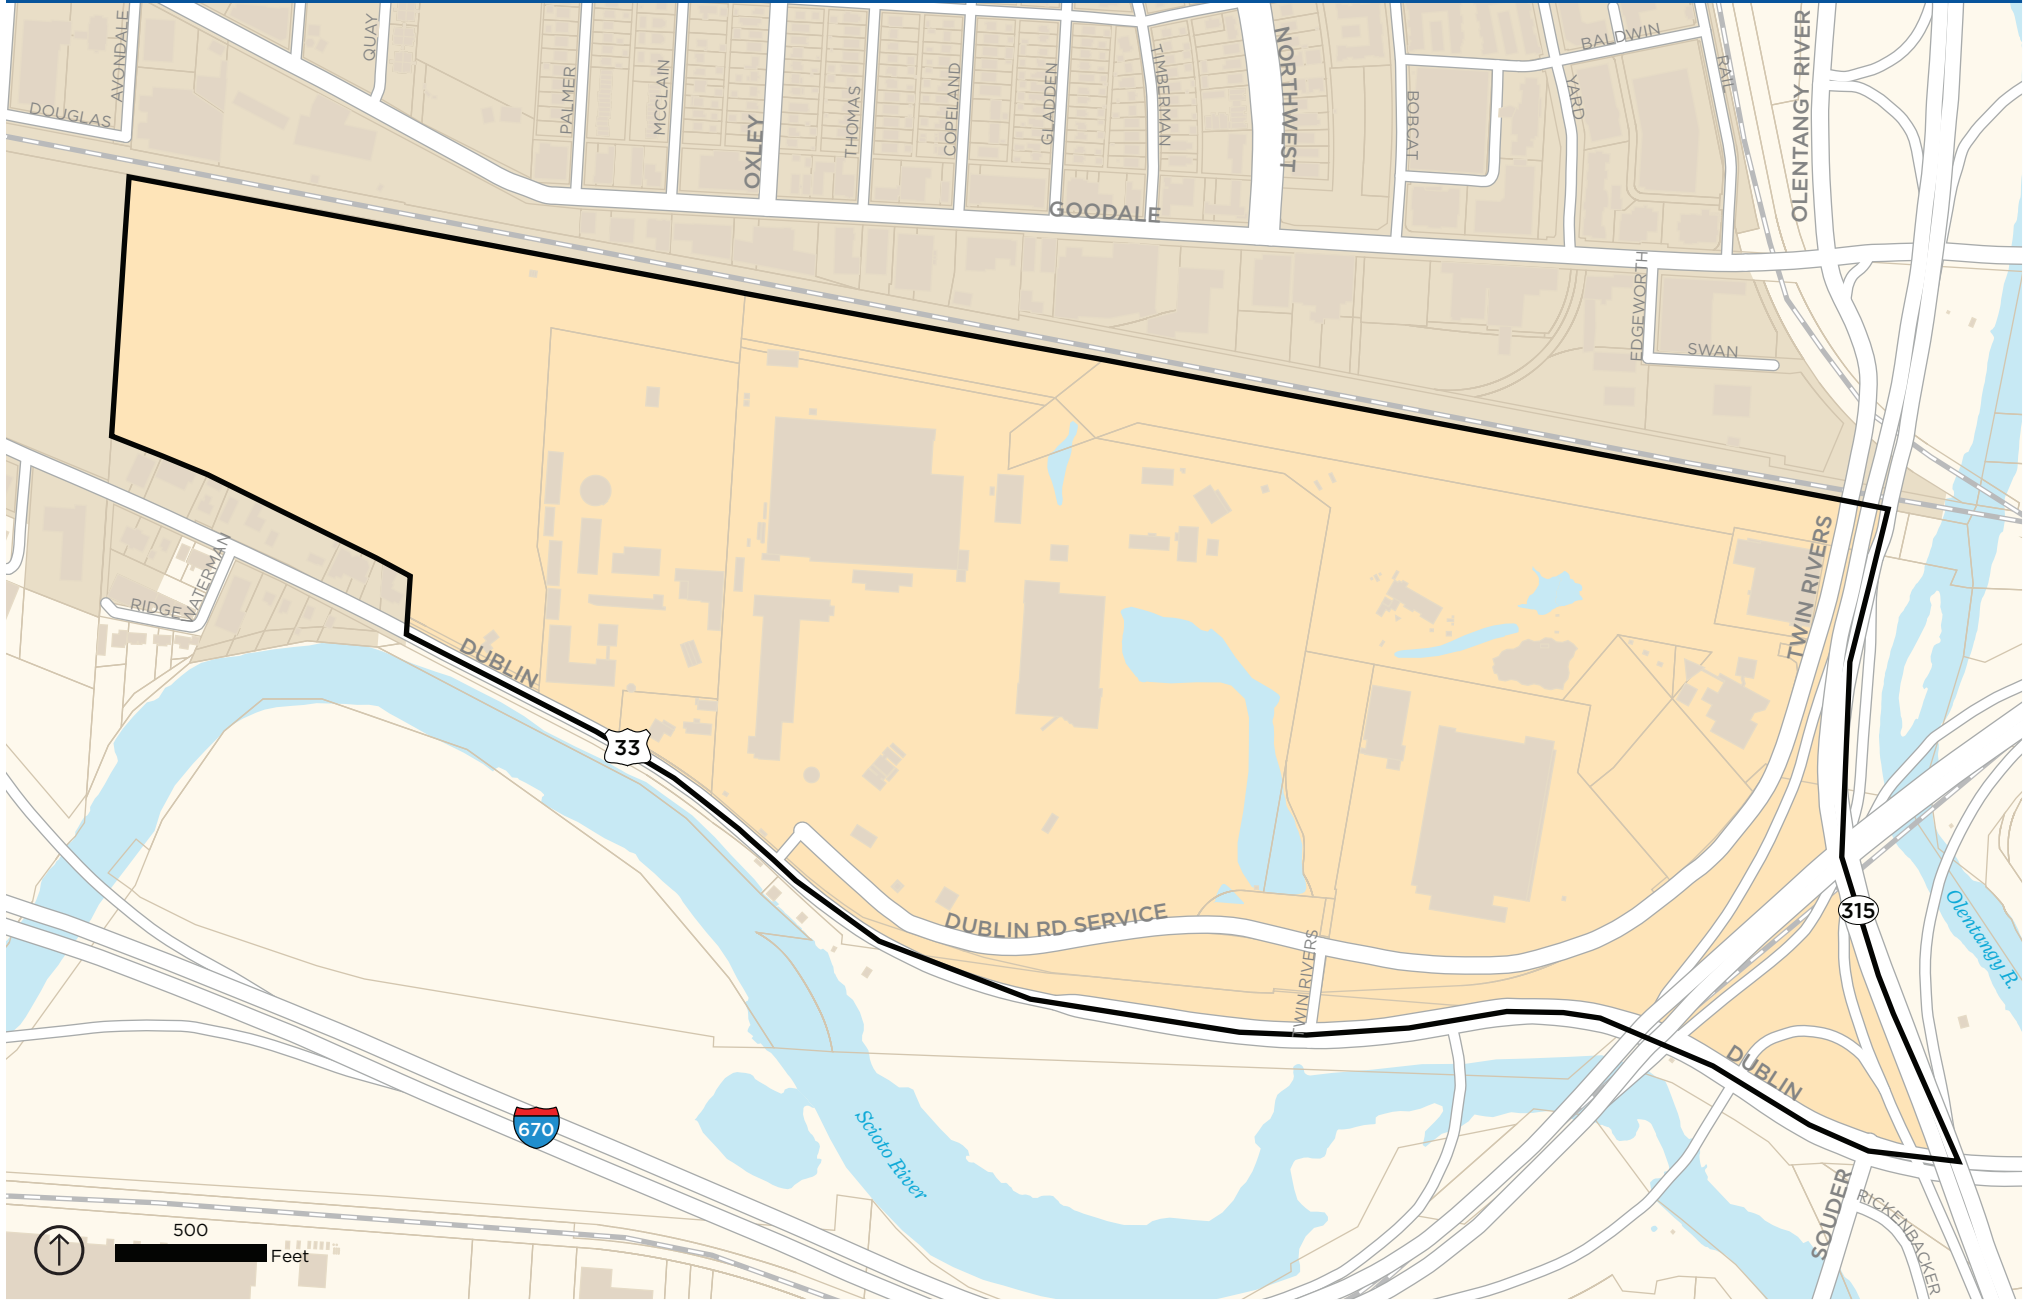 AVONDALE
QUAY
DOUGLAS
PALMER
MCCLAIN
OXLEY
THOMAS
COPELAND
GLADDEN
TIMBERMAN
NORTHWEST
BOBCAT
YARD
BALDWIN
RAIL
OLENTANGY RIVER
GOODALE
EDGEWORTH
SWAN
TWIN RIVERS
WATERMAN
RIDGE
DUBLIN
33
DUBLIN RD SERVICE
TWIN RIVERS
315
Olentangy R.
DUBLIN
670
Scioto River
SOUDER
RICKENBACKER
500
Feet